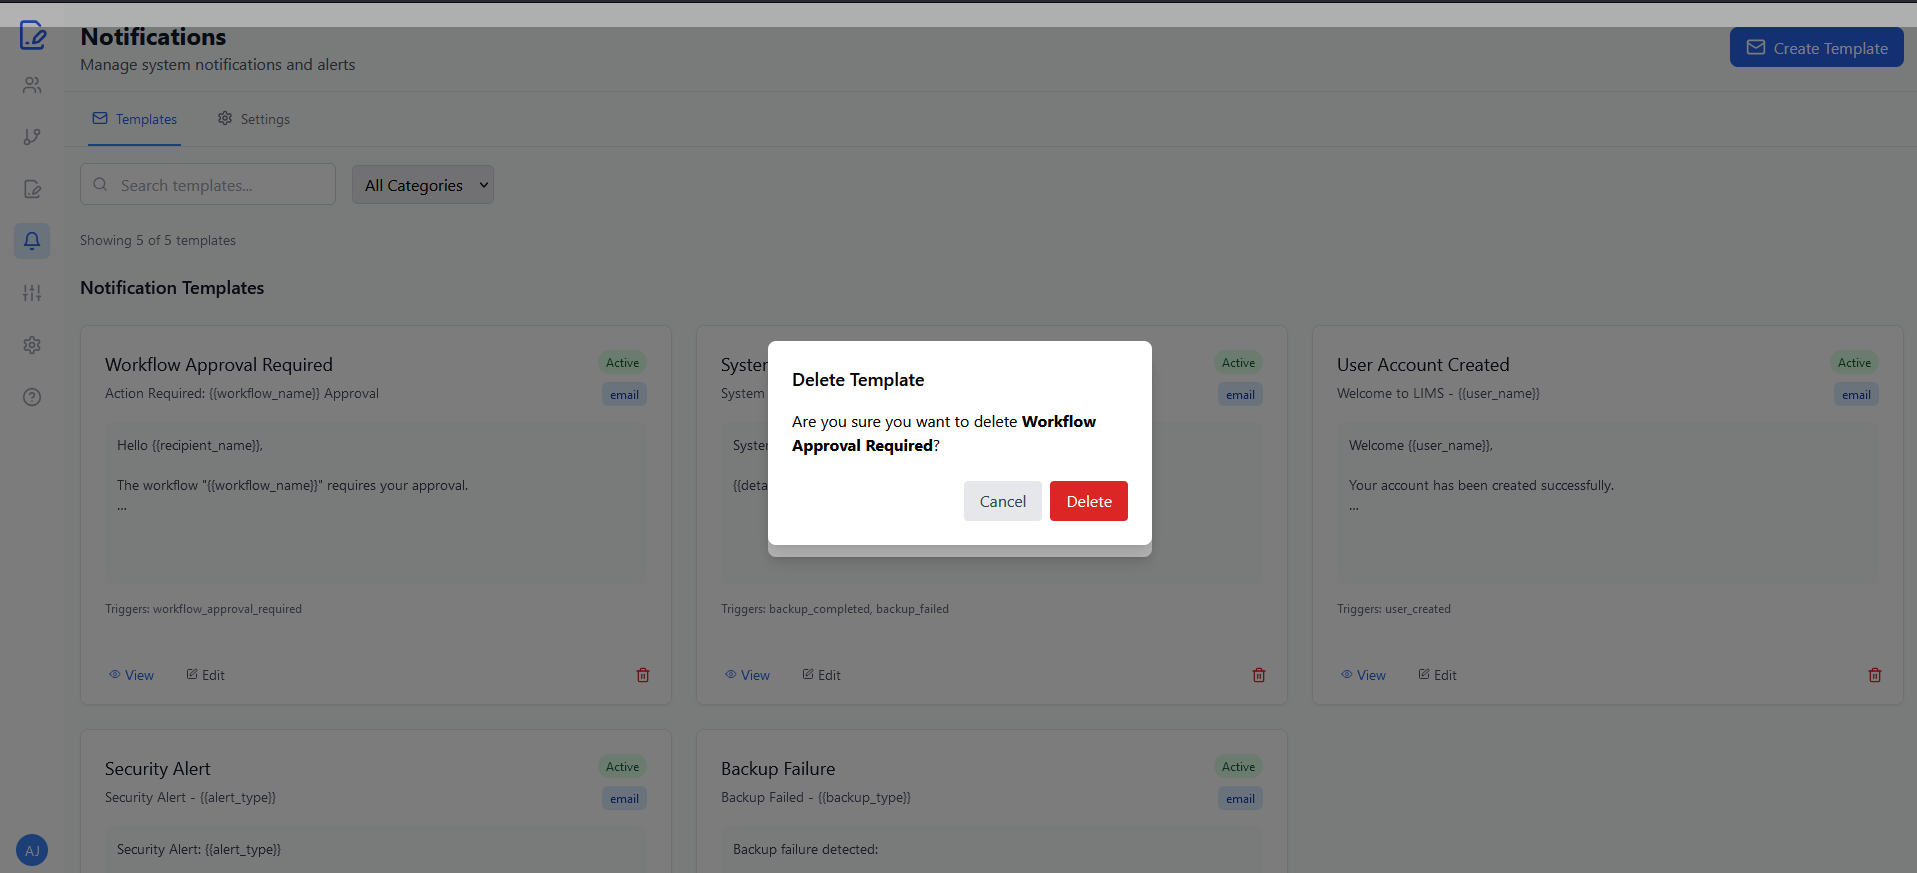 Notifications
Manage system notifications and alerts
Create Template
Templates
Settings
Search templates...
All Categories
Showing 5 of 5 templates
Notification Templates
Workflow Approval Required
Active
Action Required: {{workflow_name}} Approval
email
Hello {{recipient_name}},
The workflow "{{workflow_name}}" requires your approval.
...
Triggers: workflow_approval_required
View
Edit
System
Active
System
email
System
{{deta
Triggers: backup_completed, backup_failed
View
Edit
User Account Created
Active
Welcome to LIMS - {{user_name}}
email
Welcome {{user_name}},
Your account has been created successfully.
...
Triggers: user_created
View
Edit
Delete Template
Are you sure you want to delete Workflow
Approval Required?
Cancel
Delete
Security Alert
Active
Security Alert - {{alert_type}}
email
Security Alert: {{alert_type}}
Backup Failure
Active
Backup Failed - {{backup_type}}
email
Backup failure detected:
AJ